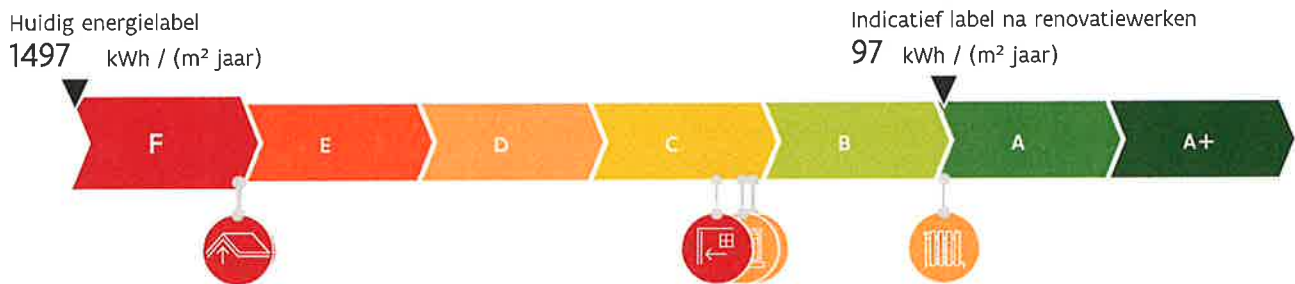 Huidig energielabel
1497 kWh / (m² jaar)
Indicatief label na renovatiewerken
97 kWh / (m² jaar)
F E D C B A A+